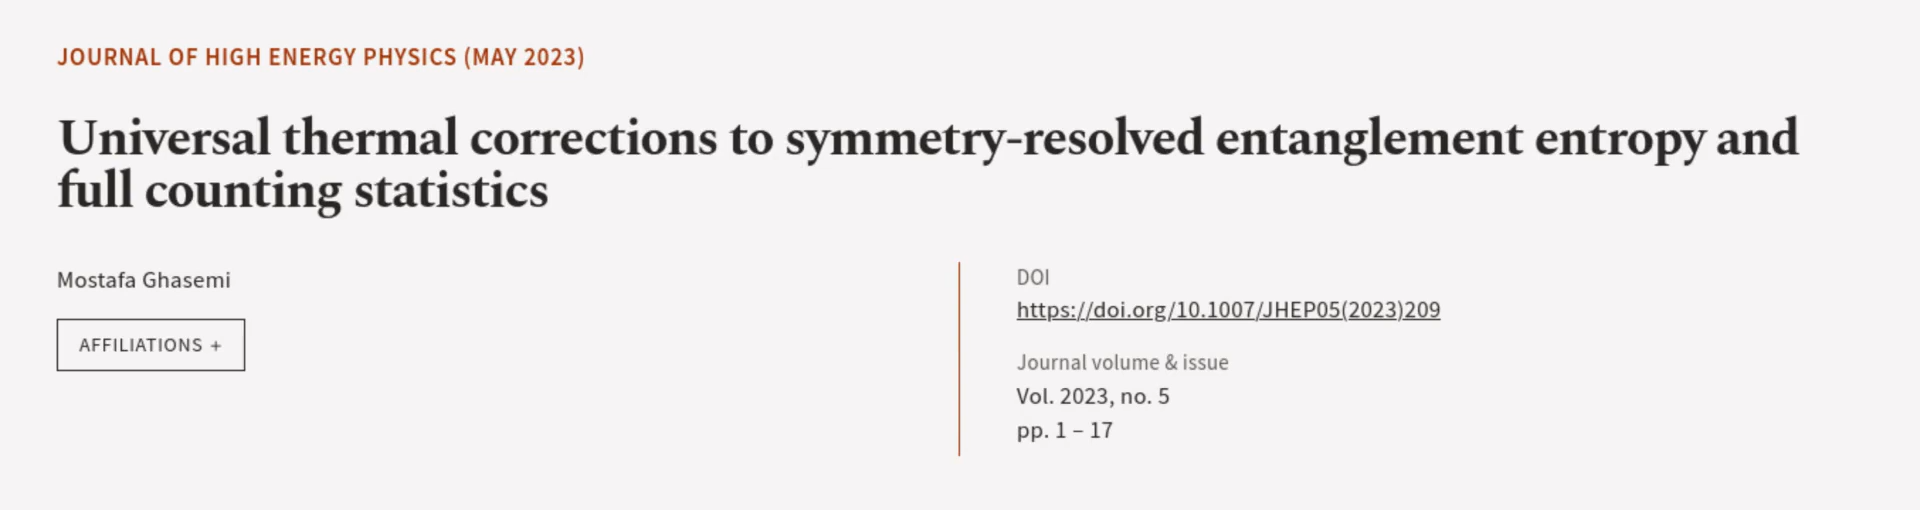 JOURNAL OF HIGH ENERGY PHYSICS (MAY 2023)
Universal thermal corrections to symmetry-resolved entanglement entropy and
full counting statistics
Mostafa Ghasemi
AFFILIATIONS +
DOI
https://doi.org/10.1007/JHEP05(2023)209
Journal volume & issue
Vol. 2023, no. 5
pp. 1 – 17